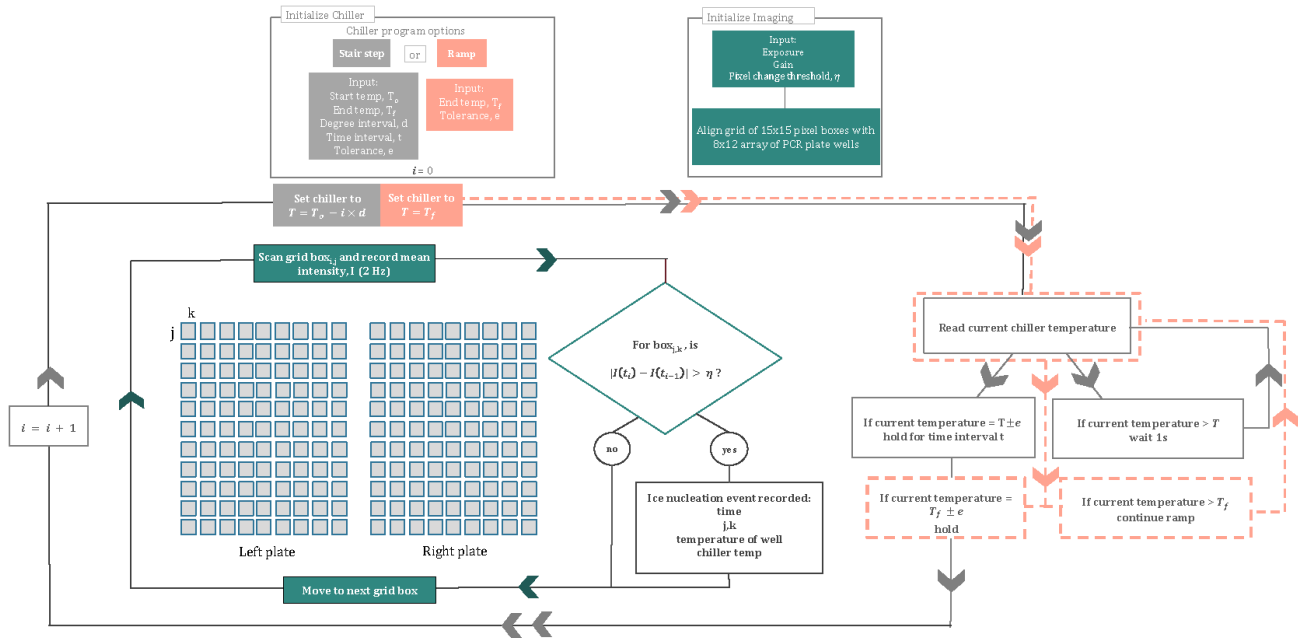 Initialize Chiller
Chiller program options
Stair step
or
Ramp
Input:
Start temp, Tₒ
End temp, T_f
Degree interval, d
Time interval, t
Tolerance, e
Input:
End temp, T_f
Tolerance, e
i = 0
Initialize Imaging
Input:
Exposure
Gain
Pixel change threshold, η
Align grid of 15x15 pixel boxes with
8x12 array of PCR plate wells
Set chiller to
T = Tₒ − i × d
Set chiller to
T = T_f
Scan grid box_i,j and record mean
intensity, I (2 Hz)
k
j
Left plate
Right plate
For box_j,k, is
|I(t_i) − I(t_i−1)| > η ?
no
yes
Ice nucleation event recorded:
time
j,k
temperature of well
chiller temp
Move to next grid box
i = i + 1
Read current chiller temperature
If current temperature = T ±e
hold for time interval t
If current temperature > T
wait 1s
If current temperature =
T_f ± e
hold
If current temperature > T_f
continue ramp